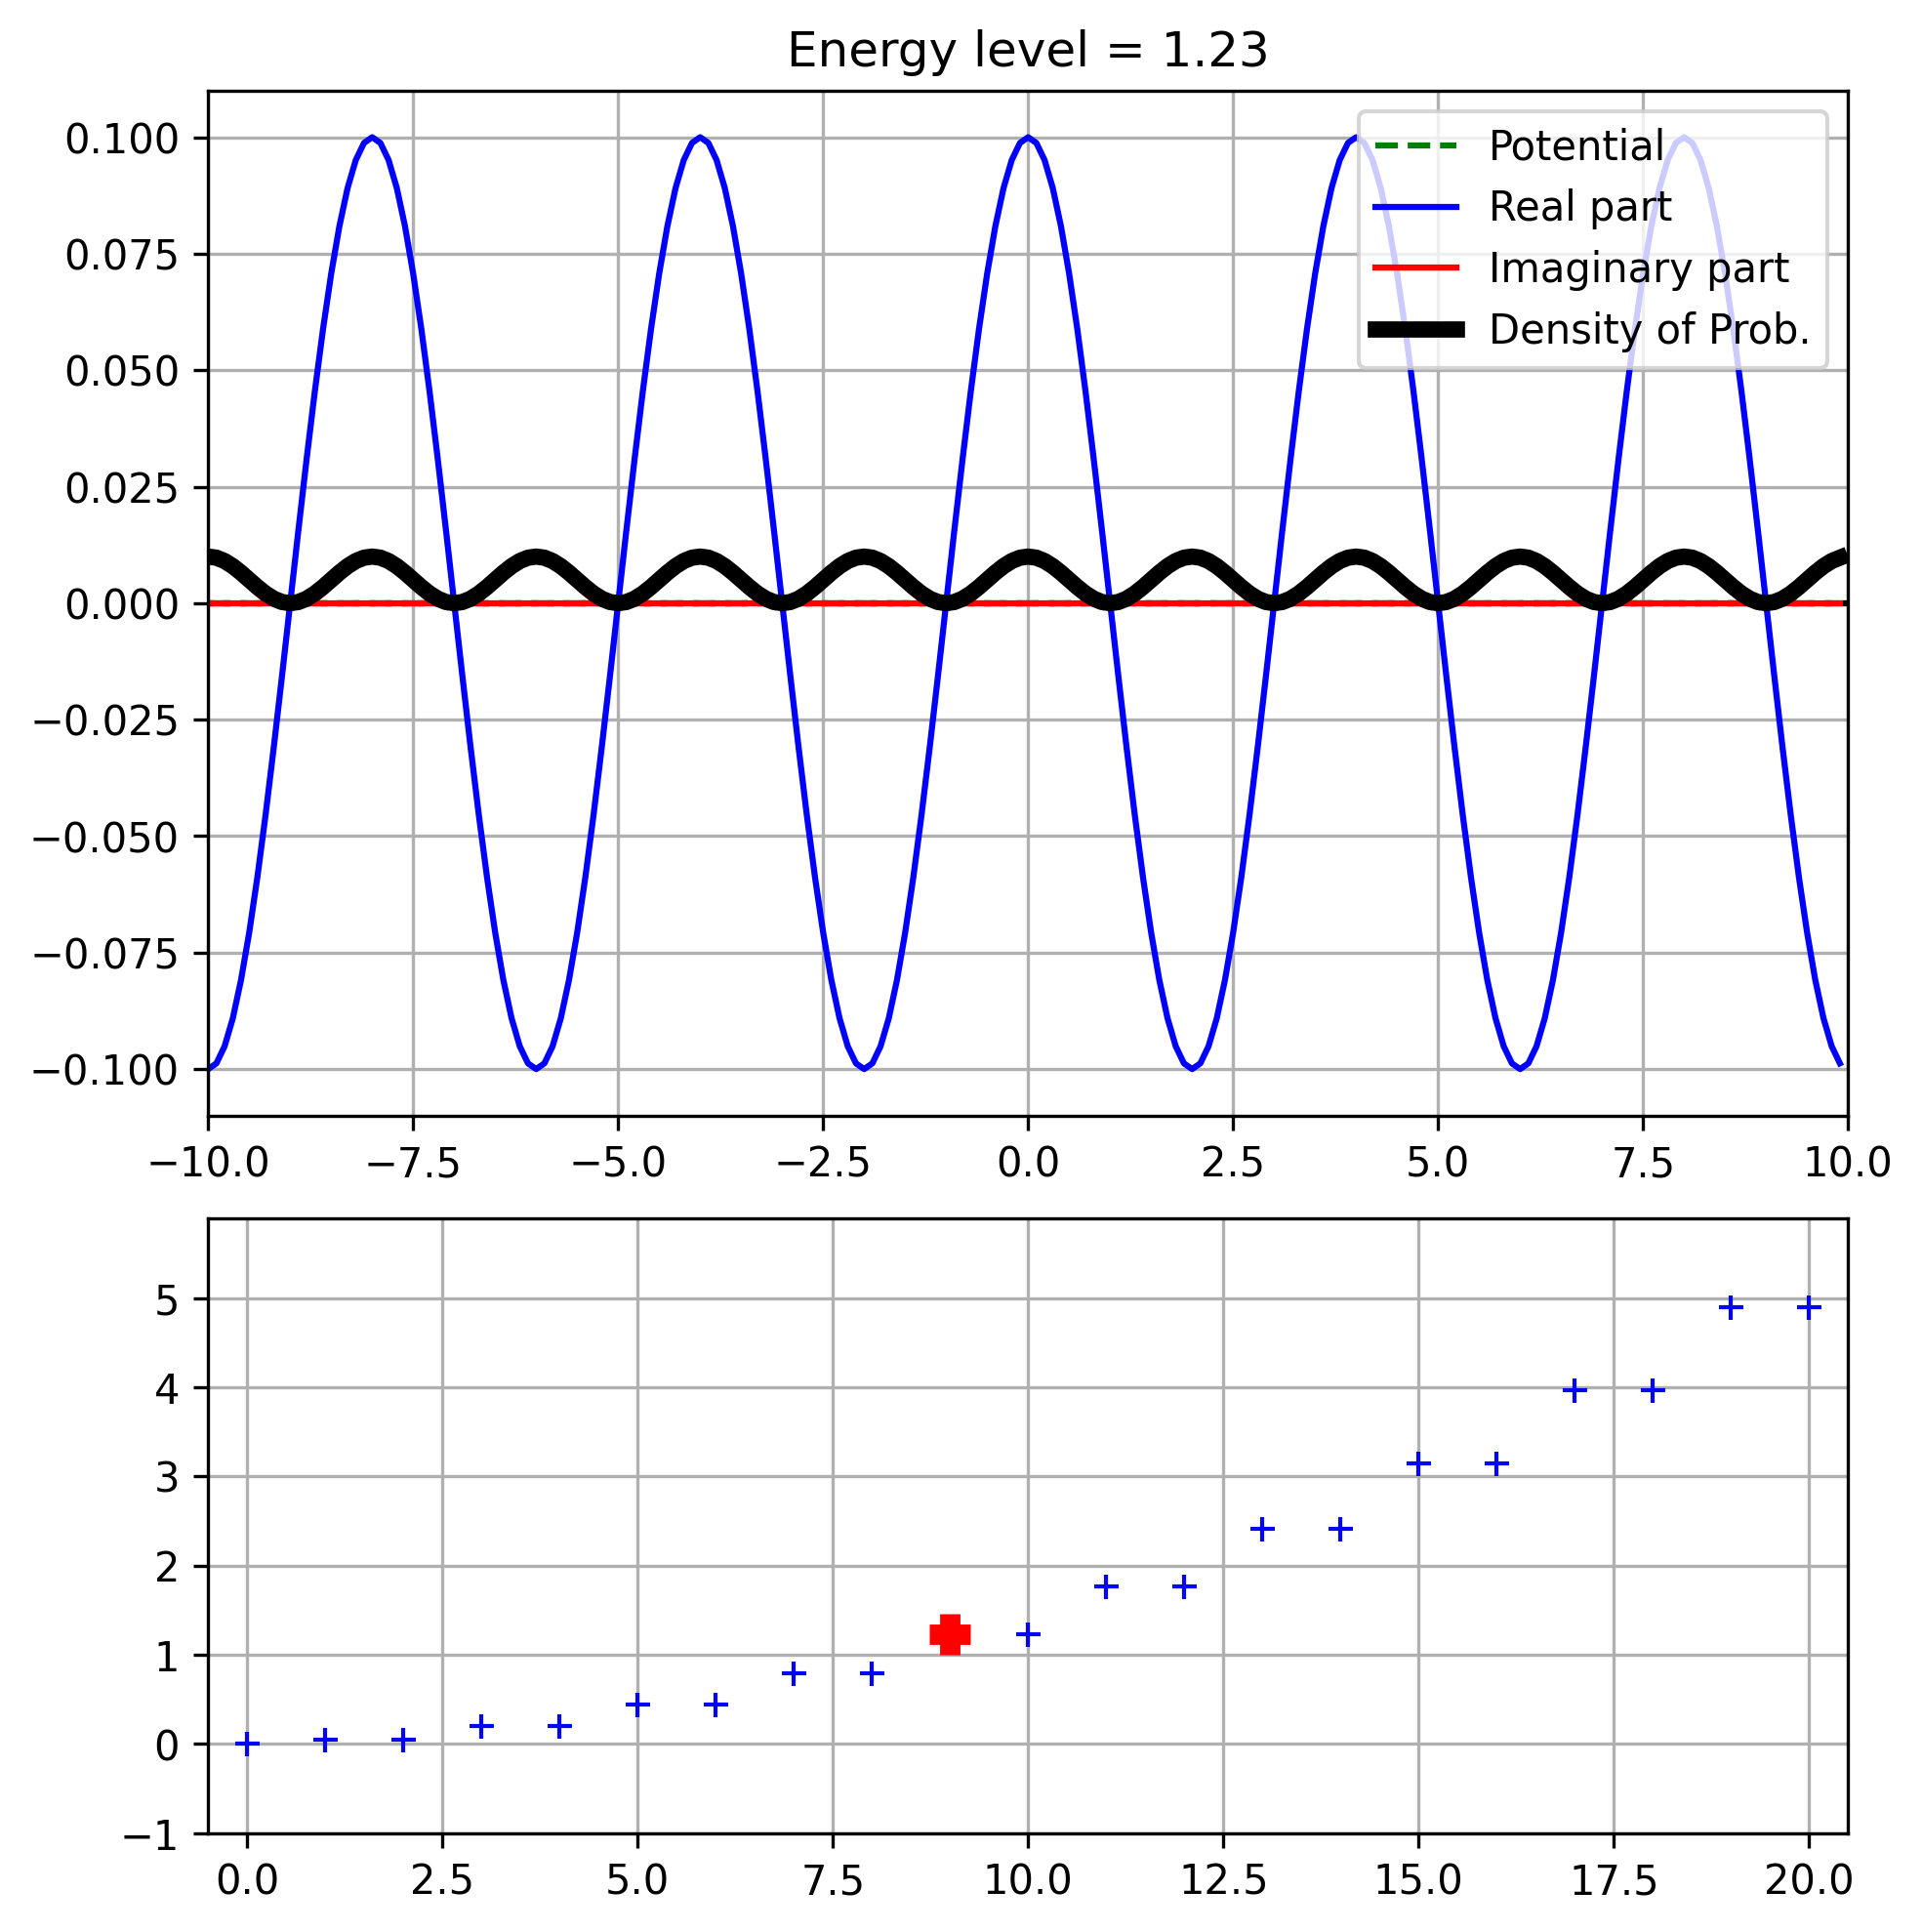 Energy level = 1.23
0.100
0.075
0.050
0.025
0.000
−0.025
−0.050
−0.075
−0.100
Potential
Real part
Imaginary part
Density of Prob.
−10.0 −7.5 −5.0 −2.5 0.0 2.5 5.0 7.5 10.0
5
4
3
2
1
0
−1
0.0 2.5 5.0 7.5 10.0 12.5 15.0 17.5 20.0